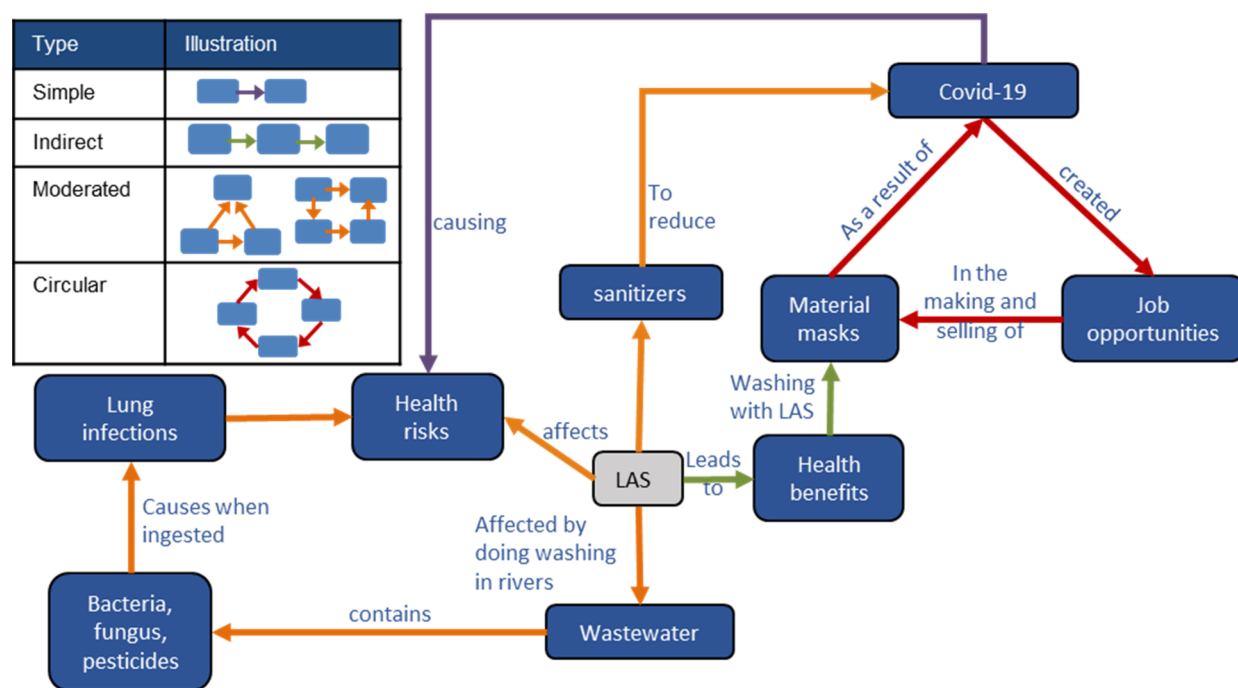 Type Illustration
Simple
Indirect
Moderated
Circular
Covid-19
causing
To
reduce
As a result of
created
sanitizers
Material
masks
In the
making and
selling of
Job
opportunities
Lung
infections
Health
risks
affects
Washing
with LAS
LAS
Leads
to
Health
benefits
Causes when
ingested
Affected by
doing washing
in rivers
Bacteria,
fungus,
pesticides
contains
Wastewater